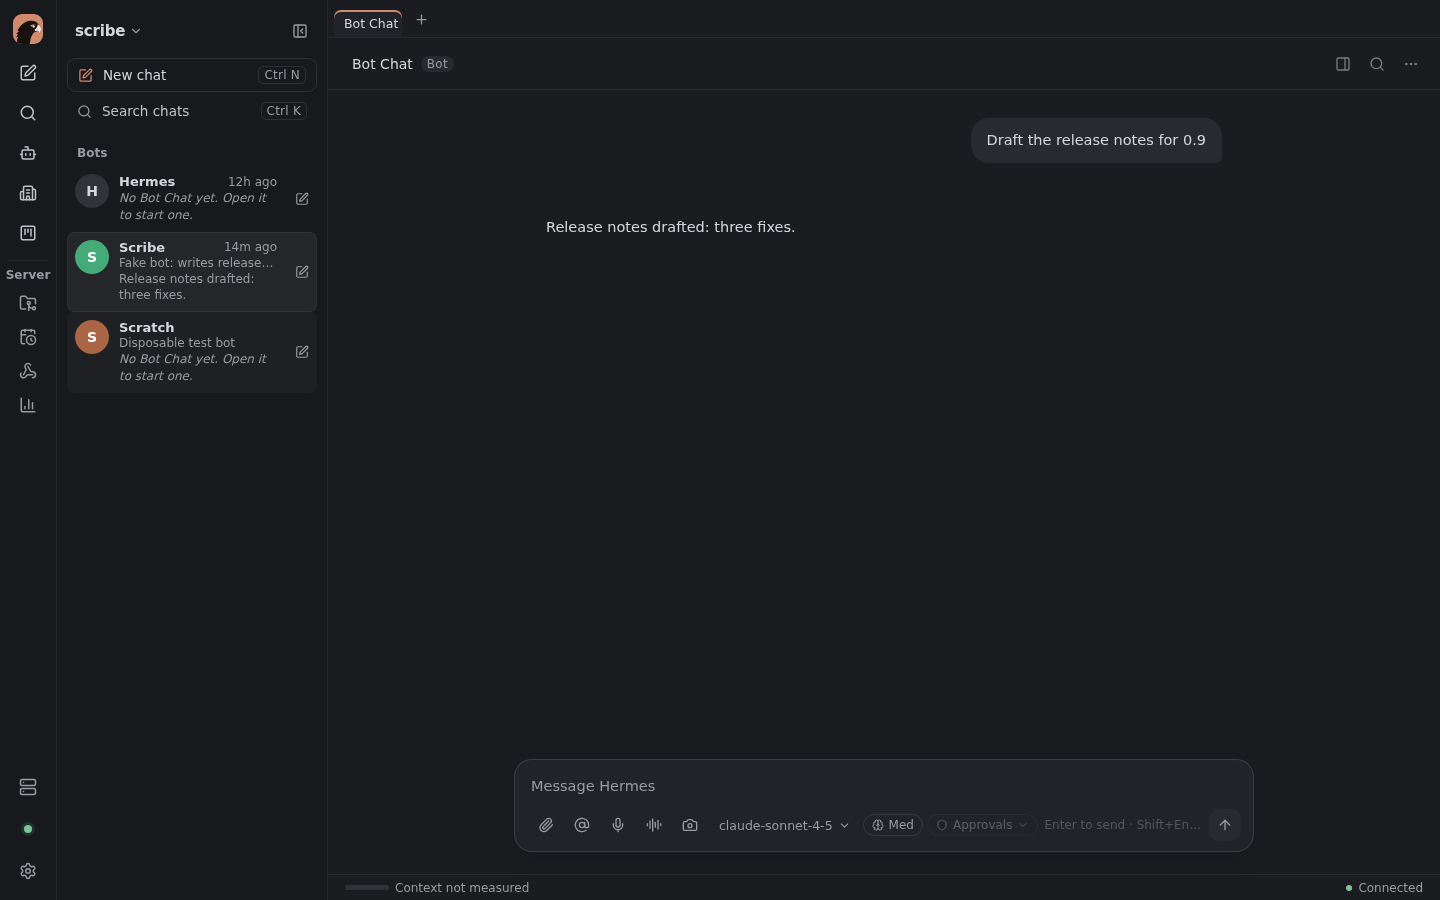 scribe
New chat
Ctrl N
Search chats
Ctrl K
Bots
H
Hermes
12h ago
No Bot Chat yet. Open it
to start one.
S
Scribe
14m ago
Fake bot: writes release…
Release notes drafted:
three fixes.
S
Scratch
Disposable test bot
No Bot Chat yet. Open it
to start one.
Server
Bot Chat
Bot Chat
Bot
Draft the release notes for 0.9
Release notes drafted: three fixes.
Message Hermes
claude-sonnet-4-5
Med
Approvals
Enter to send · Shift+En…
Context not measured
Connected